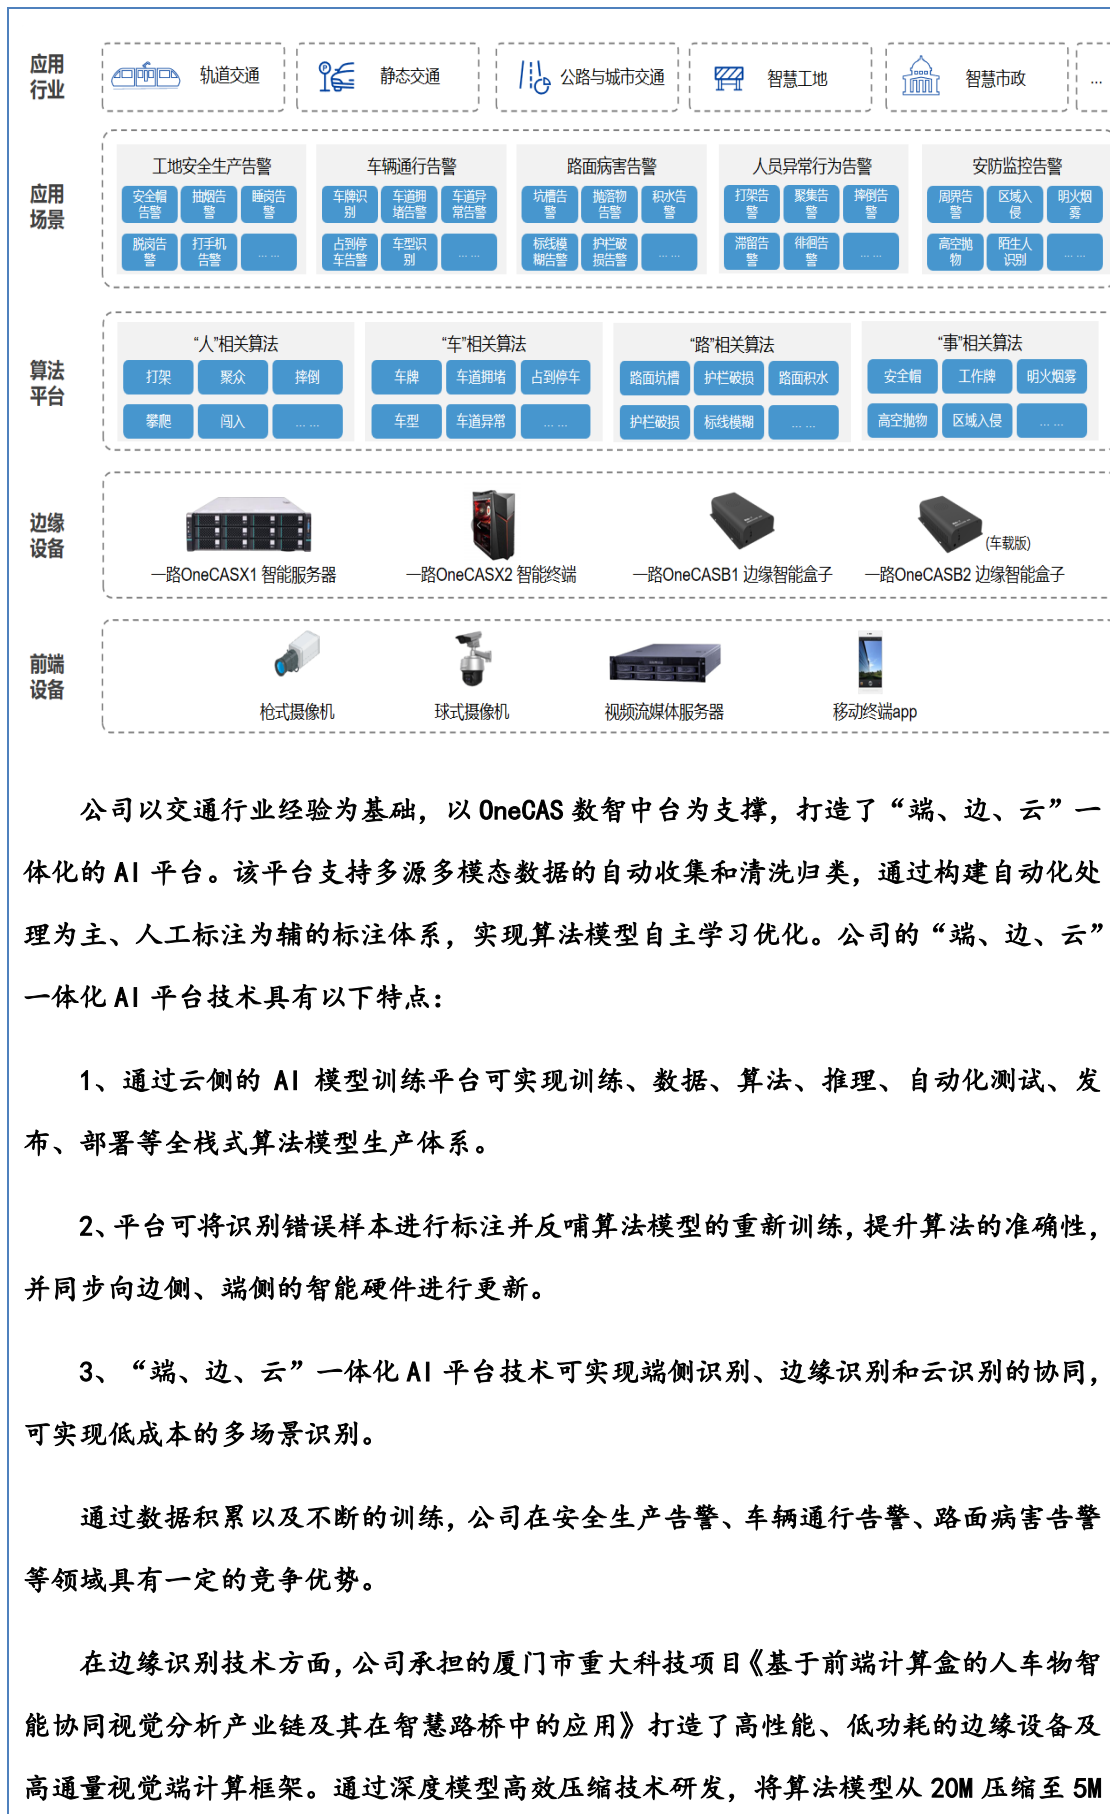 应用
行业
轨道交通
静态交通
公路与城市交通
智慧工地
智慧市政
...
应用
场景
工地安全生产告警
安全帽
告警
抽烟告
警
睡岗告
警
脱岗告
警
打手机
告警
... ...
车辆通行告警
车牌识
别
车道拥
堵告警
车道异
常告警
占到停
车告警
车型识
别
... ...
路面病害告警
坑槽告
警
抛落物
告警
积水告
警
标线模
糊告警
护栏破
损告警
... ...
人员异常行为告警
打架告
警
聚集告
警
摔倒告
警
滞留告
警
徘徊告
警
... ...
安防监控告警
周界告
警
区域入
侵
明火烟
雾
高空抛
物
陌生人
识别
... ...
算法
平台
“人”相关算法
打架
聚众
摔倒
攀爬
闯入
... ...
“车”相关算法
车牌
车道拥堵
占到停车
车型
车道异常
... ...
“路”相关算法
路面坑槽
护栏破损
路面积水
护栏破损
标线模糊
... ...
“事”相关算法
安全帽
工作牌
明火烟雾
高空抛物
区域入侵
... ...
边缘
设备
一路OneCASX1 智能服务器
一路OneCASX2 智能终端
一路OneCASB1 边缘智能盒子
(车载版)
一路OneCASB2 边缘智能盒子
前端
设备
枪式摄像机
球式摄像机
视频流媒体服务器
移动终端app
公司以交通行业经验为基础，以 OneCAS 数智中台为支撑，打造了“端、边、云”一
体化的 AI 平台。该平台支持多源多模态数据的自动收集和清洗归类，通过构建自动化处
理为主、人工标注为辅的标注体系，实现算法模型自主学习优化。公司的“端、边、云”
一体化 AI 平台技术具有以下特点：
1、通过云侧的 AI 模型训练平台可实现训练、数据、算法、推理、自动化测试、发
布、部署等全栈式算法模型生产体系。
2、平台可将识别错误样本进行标注并反哺算法模型的重新训练，提升算法的准确性，
并同步向边侧、端侧的智能硬件进行更新。
3、“端、边、云”一体化 AI 平台技术可实现端侧识别、边缘识别和云识别的协同，
可实现低成本的多场景识别。
通过数据积累以及不断的训练，公司在安全生产告警、车辆通行告警、路面病害告警
等领域具有一定的竞争优势。
在边缘识别技术方面，公司承担的厦门市重大科技项目《基于前端计算盒的人车物智
能协同视觉分析产业链及其在智慧路桥中的应用》打造了高性能、低功耗的边缘设备及
高通量视觉端计算框架。通过深度模型高效压缩技术研发，将算法模型从 20M 压缩至 5M